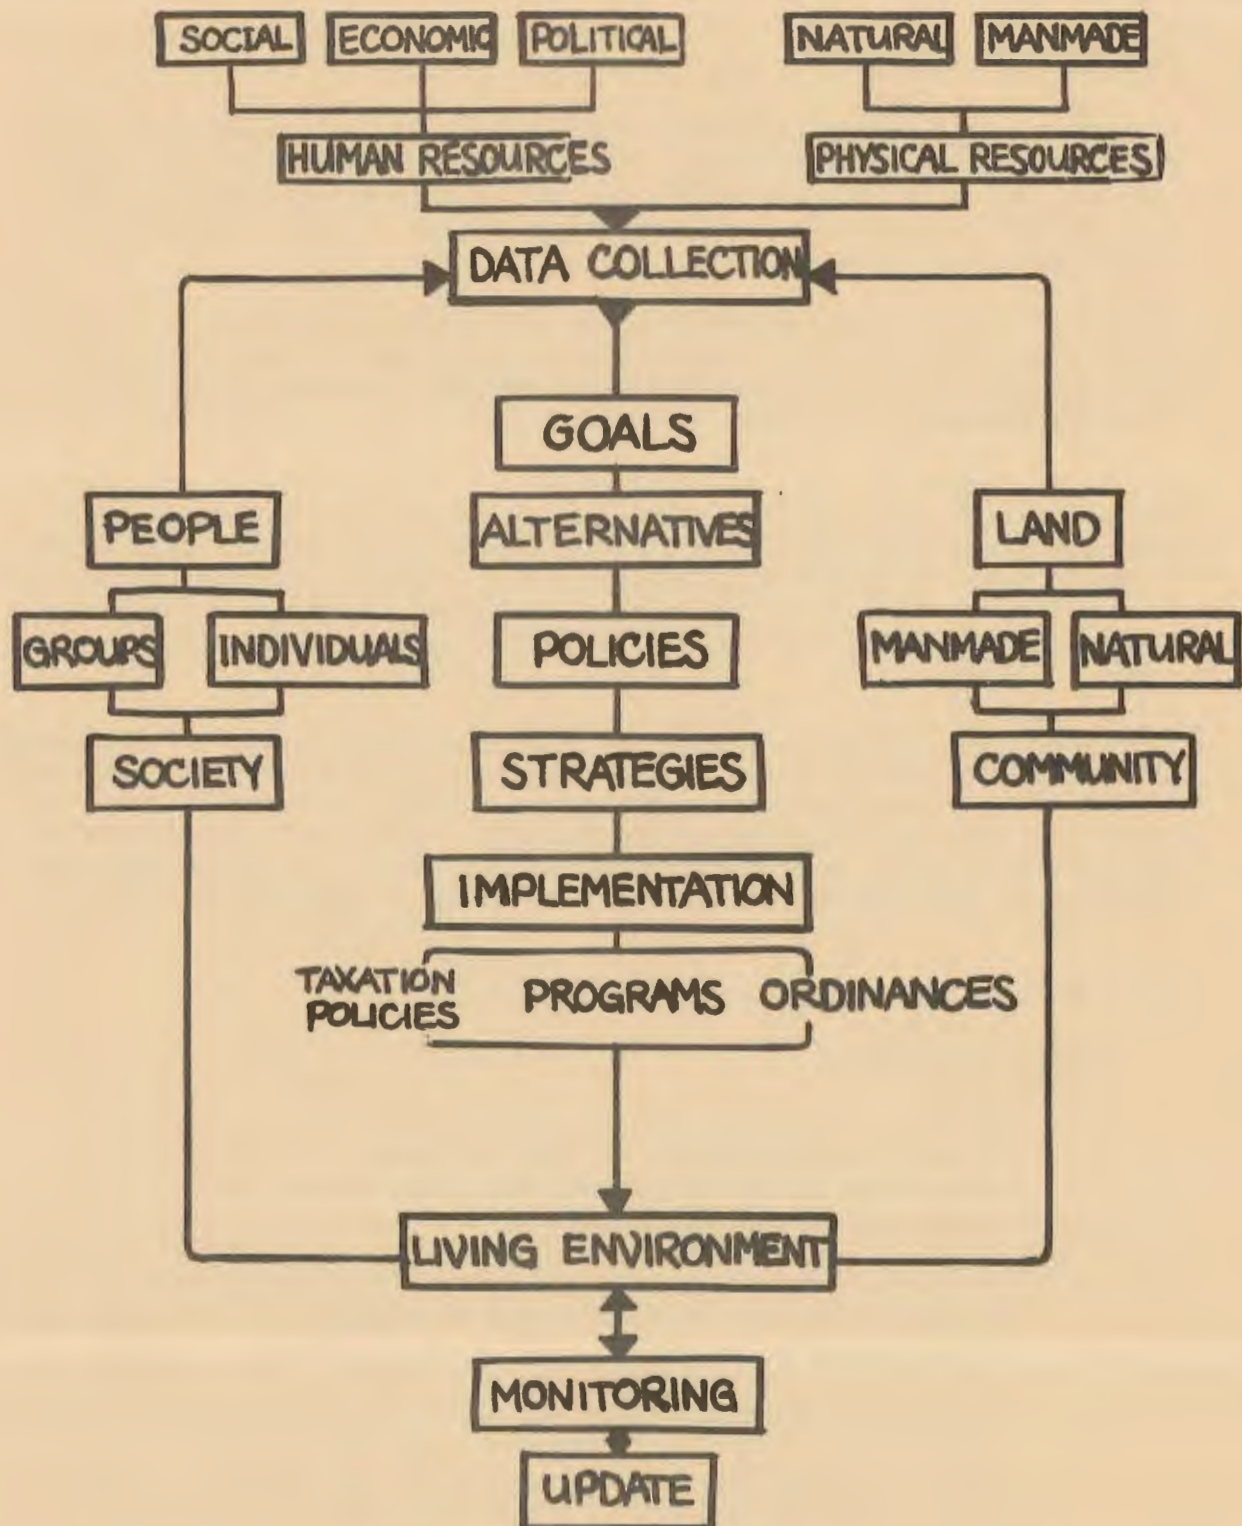 SOCIAL ECONOMIC POLITICAL NATURAL MANMADE
HUMAN RESOURCES PHYSICAL RESOURCES
DATA COLLECTION
GOALS
PEOPLE ALTERNATIVES LAND
GROUPS INDIVIDUALS POLICIES MANMADE NATURAL
SOCIETY STRATEGIES COMMUNITY
IMPLEMENTATION
TAXATION
POLICIES PROGRAMS ORDINANCES
LIVING ENVIRONMENT
MONITORING
UPDATE